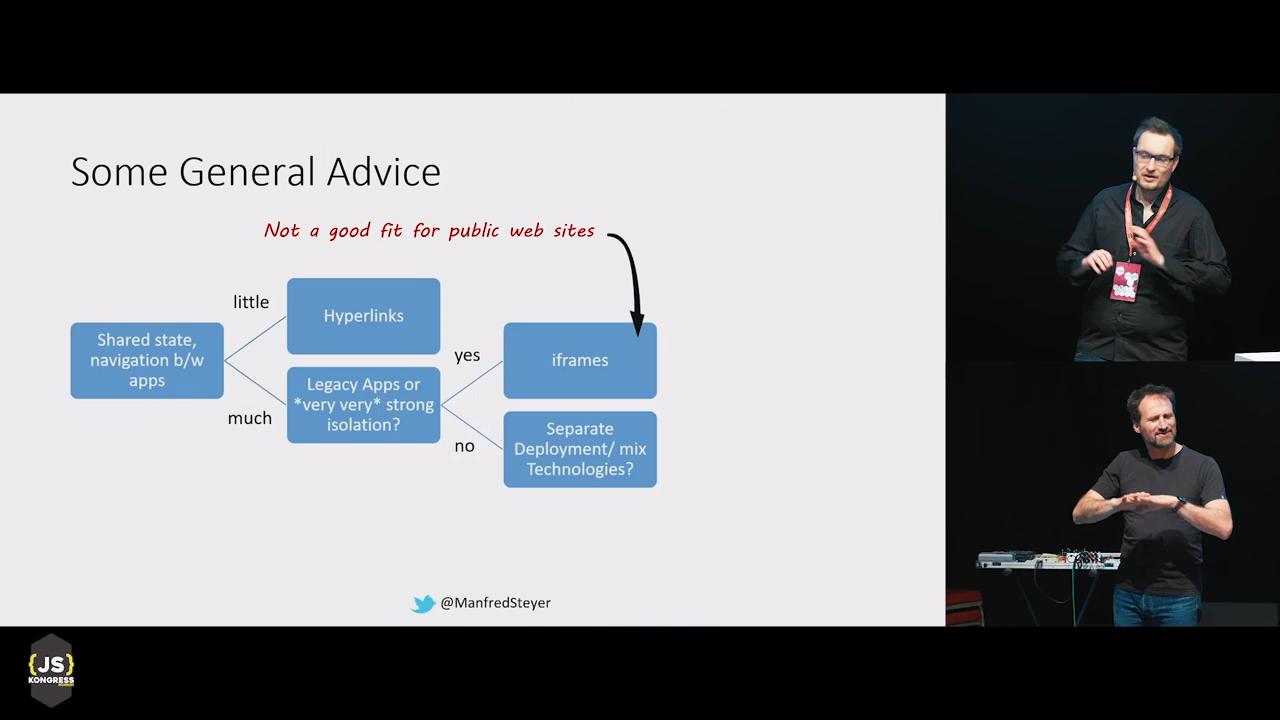 Some General Advice
Not a good fit for public web sites
little
Hyperlinks
Shared state,
navigation b/w
apps
yes
iframes
Legacy Apps or
*very very* strong
isolation?
much
no
Separate
Deployment/ mix
Technologies?
@ManfredSteyer
{JS}
KONGRESS